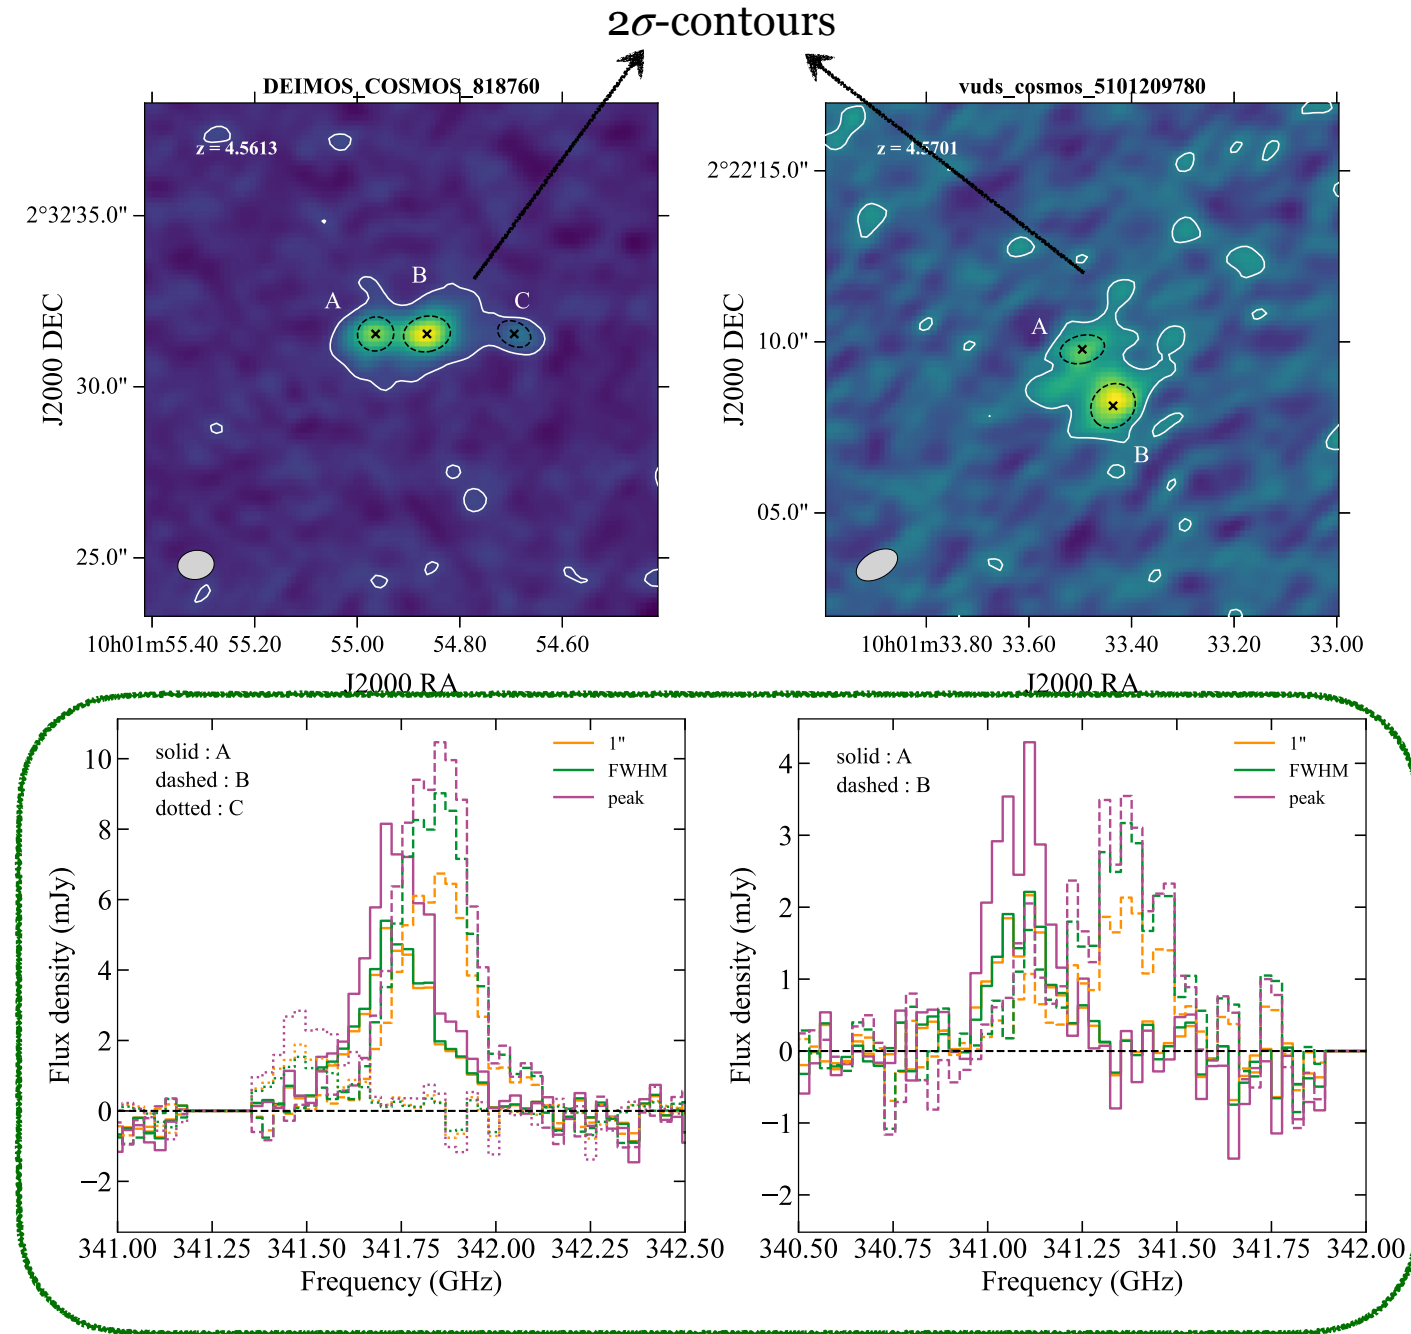 2σ-contours
DEIMOS_COSMOS_818760
z = 4.5613
A
B
C
J2000 DEC
2°32'35.0"
30.0"
25.0"
10h01m55.40 55.20 55.00 54.80 54.60
J2000 RA
vuds_cosmos_5101209780
z = 4.5701
A
B
J2000 DEC
2°22'15.0"
10.0"
05.0"
10h01m33.80 33.60 33.40 33.20 33.00
J2000 RA
solid : A
dashed : B
dotted : C
1"
FWHM
peak
Flux density (mJy)
10
8
6
4
2
0
−2
341.00 341.25 341.50 341.75 342.00 342.25 342.50
Frequency (GHz)
solid : A
dashed : B
1"
FWHM
peak
Flux density (mJy)
4
3
2
1
0
−1
−2
340.50 340.75 341.00 341.25 341.50 341.75 342.00
Frequency (GHz)